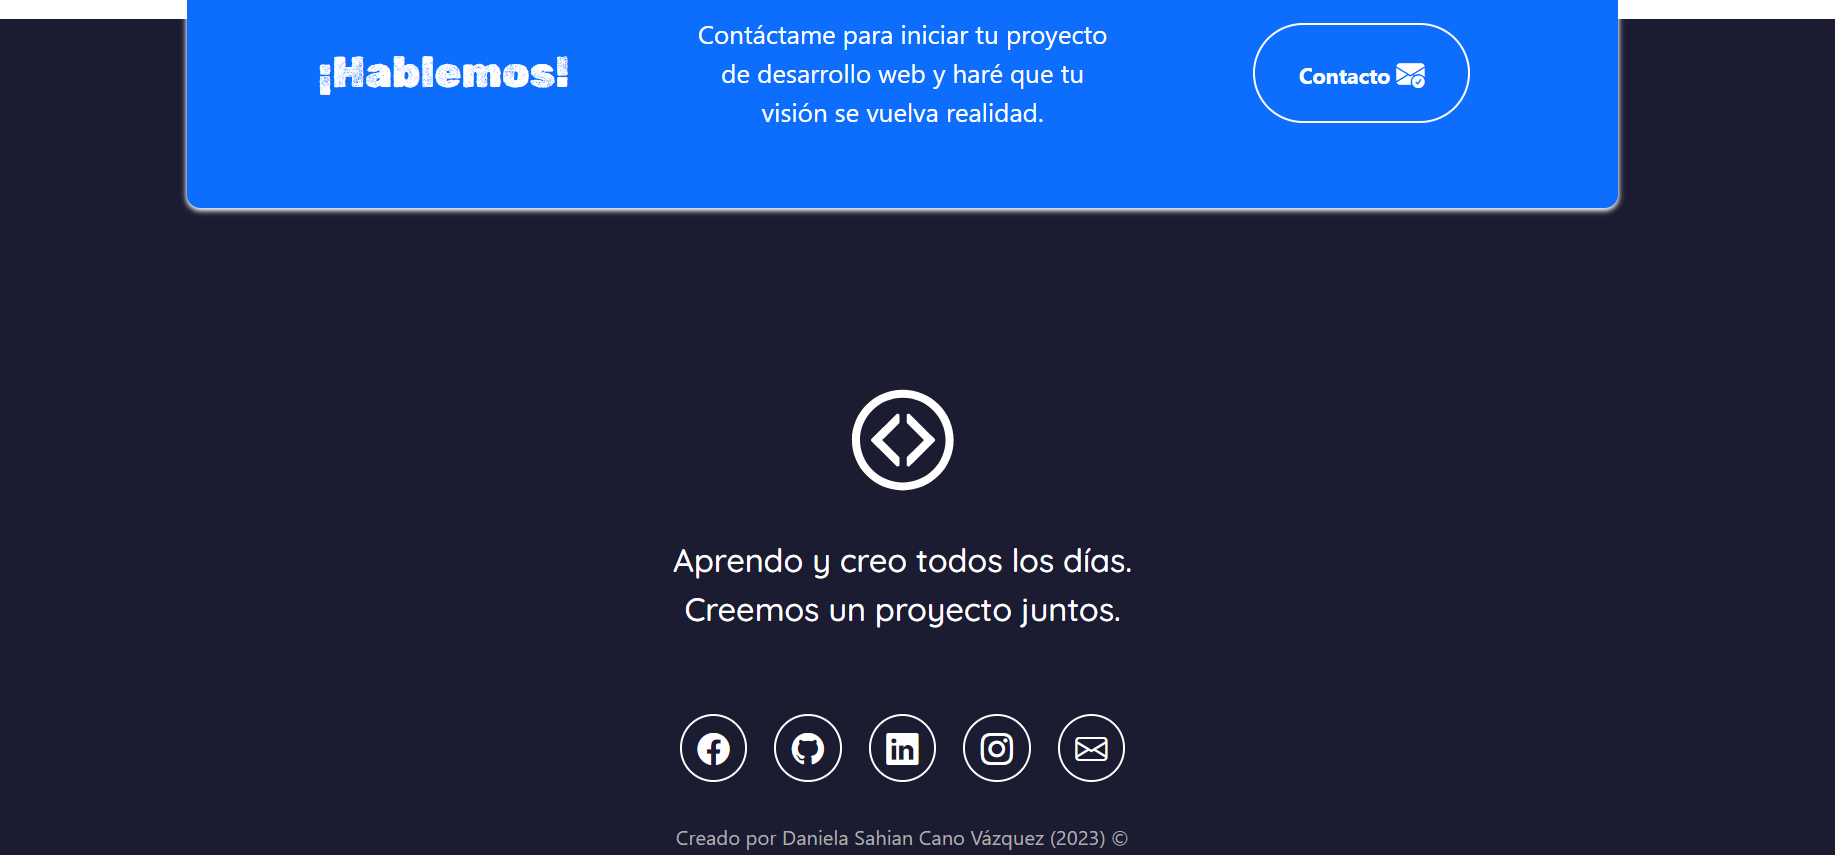 ¡Hablemos!
Contáctame para iniciar tu proyecto
de desarrollo web y haré que tu
visión se vuelva realidad.
Contacto
Aprendo y creo todos los días.
Creemos un proyecto juntos.
Creado por Daniela Sahian Cano Vázquez (2023) ©